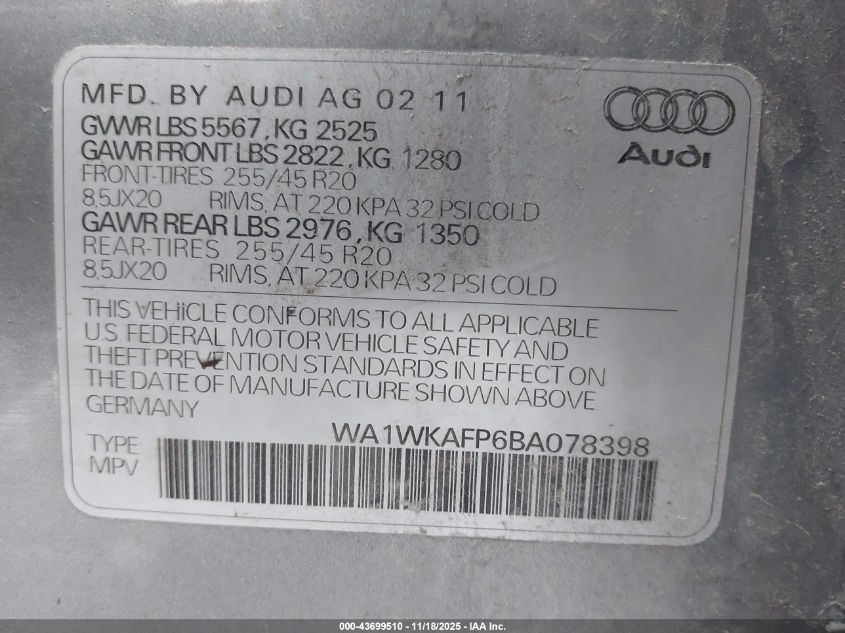 MFD. BY AUDI AG 02 11
GVWR LBS 5567, KG 2525
GAWR FRONT LBS 2822, KG 1280
FRONT-TIRES 255/45 R20
8,5JX20 RIMS, AT 220 KPA 32 PSI COLD
GAWR REAR LBS 2976, KG 1350
REAR-TIRES 255/45 R20
8,5JX20 RIMS, AT 220 KPA 32 PSI COLD
Audi
THIS VEHICLE CONFORMS TO ALL APPLICABLE
U.S. FEDERAL MOTOR VEHICLE SAFETY AND
THEFT PREVENTION STANDARDS IN EFFECT ON
THE DATE OF MANUFACTURE SHOWN ABOVE
GERMANY
WA1WKAFP6BA078398
TYPE
MPV
000-43699510 - 11/18/2025 - IAA Inc.